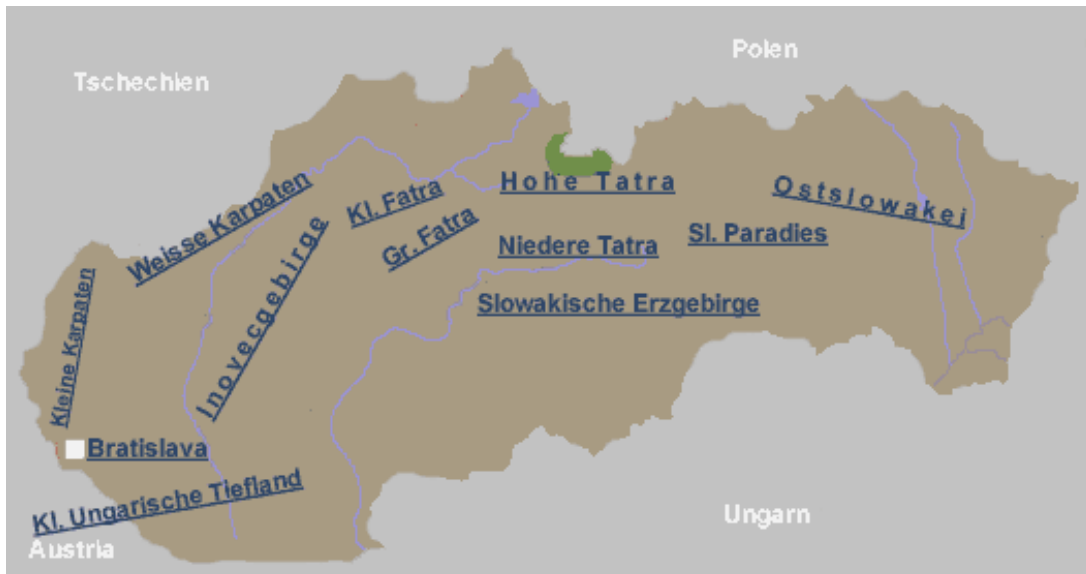 Polen
Tschechien
Hohe Tatra
Ostslowakei
Weisse Karpaten
Kl. Fatra
Gr. Fatra
Sl. Paradies
Niedere Tatra
Inovecgebirge
Slowakische Erzgebirge
Kleine Karpaten
Bratislava
Kl. Ungarische Tiefland
Ungarn
Austria